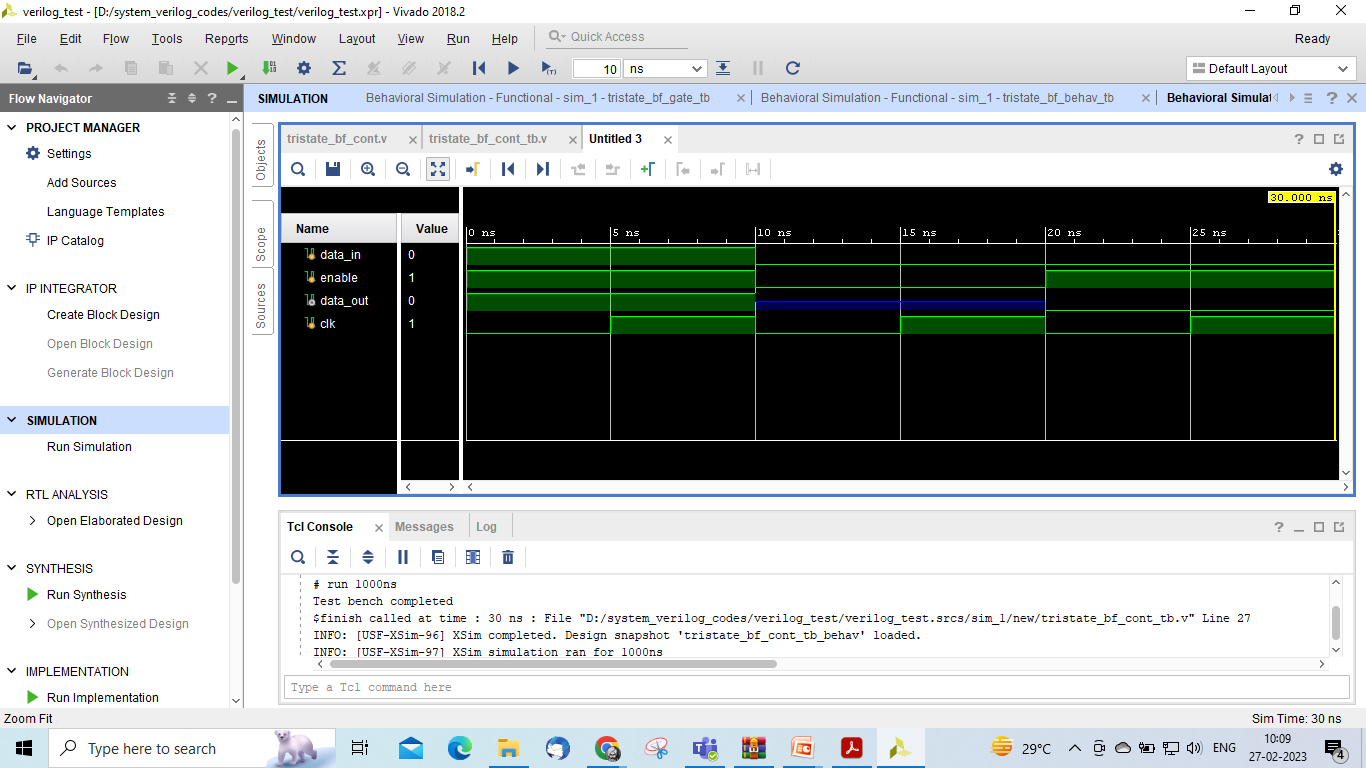 verilog_test - [D:/system_verilog_codes/verilog_test/verilog_test.xpr] - Vivado 2018.2
File Edit Flow Tools Reports Window Layout View Run Help Quick Access Ready
10 ns Default Layout
Flow Navigator
SIMULATION Behavioral Simulation - Functional - sim_1 - tristate_bf_gate_tb Behavioral Simulation - Functional - sim_1 - tristate_bf_behav_tb Behavioral Simulat
PROJECT MANAGER
Settings
Add Sources
Language Templates
IP Catalog
IP INTEGRATOR
Create Block Design
Open Block Design
Generate Block Design
SIMULATION
Run Simulation
RTL ANALYSIS
Open Elaborated Design
SYNTHESIS
Run Synthesis
Open Synthesized Design
IMPLEMENTATION
Run Implementation
Objects
Scope
Sources
tristate_bf_cont.v tristate_bf_cont_tb.v Untitled 3
30.000 ns
Name Value
0 ns 5 ns 10 ns 15 ns 20 ns 25 ns
data_in 0
enable 1
data_out 0
clk 1
Tcl Console Messages Log
# run 1000ns
Test bench completed
$finish called at time : 30 ns : File "D:/system_verilog_codes/verilog_test/verilog_test.srcs/sim_1/new/tristate_bf_cont_tb.v" Line 27
INFO: [USF-XSim-96] XSim completed. Design snapshot 'tristate_bf_cont_tb_behav' loaded.
INFO: [USF-XSim-97] XSim simulation ran for 1000ns
Type a Tcl command here
Zoom Fit Sim Time: 30 ns
Type here to search
29°C ENG
10:09
27-02-2023
4